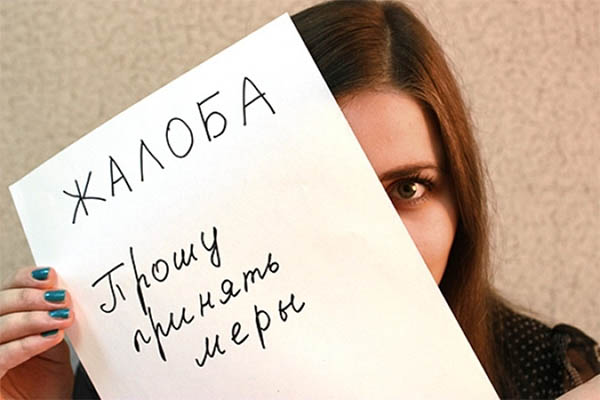 ЖАЛОБА
Прошу
принять
меры